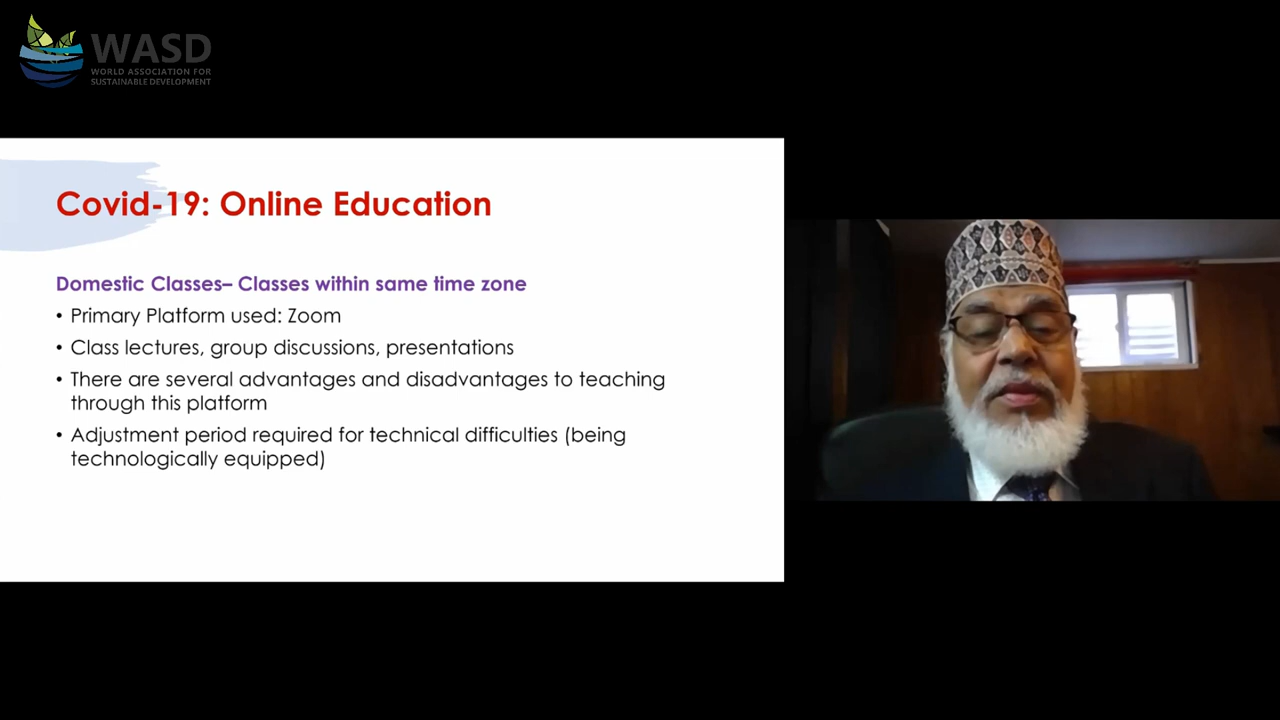 WASD
WORLD ASSOCIATION FOR
SUSTAINABLE DEVELOPMENT
Covid-19: Online Education
Domestic Classes– Classes within same time zone
• Primary Platform used: Zoom
• Class lectures, group discussions, presentations
• There are several advantages and disadvantages to teaching
through this platform
• Adjustment period required for technical difficulties (being
technologically equipped)